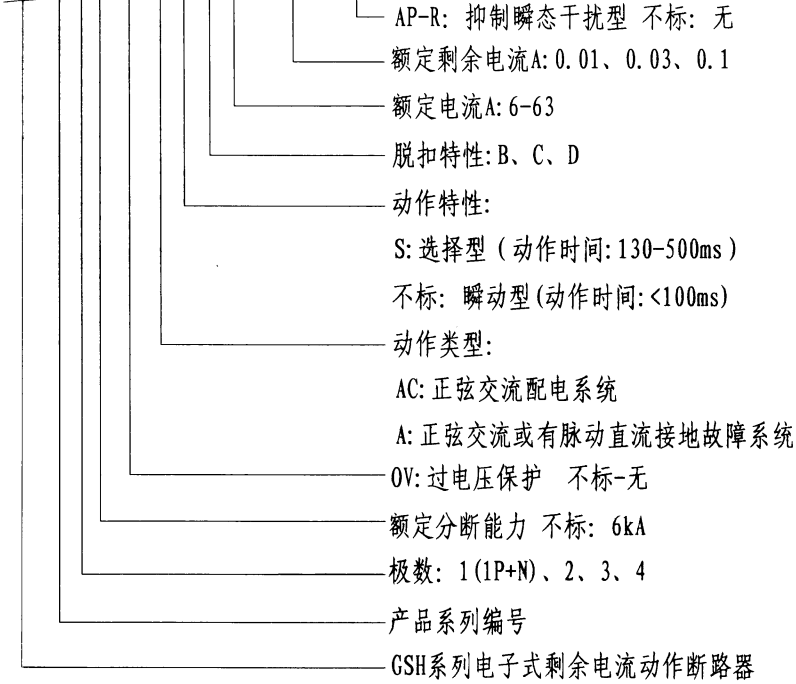 AP-R: 抑制瞬态干扰型 不标: 无
额定剩余电流A:0.01、0.03、0.1
额定电流A:6-63
脱扣特性:B、C、D
动作特性:
S:选择型(动作时间:130-500ms)
不标: 瞬动型(动作时间:<100ms)
动作类型:
AC:正弦交流配电系统
A:正弦交流或有脉动直流接地故障系统
OV:过电压保护 不标-无
额定分断能力 不标: 6kA
极数: 1(1P+N)、2、3、4
产品系列编号
GSH系列电子式剩余电流动作断路器